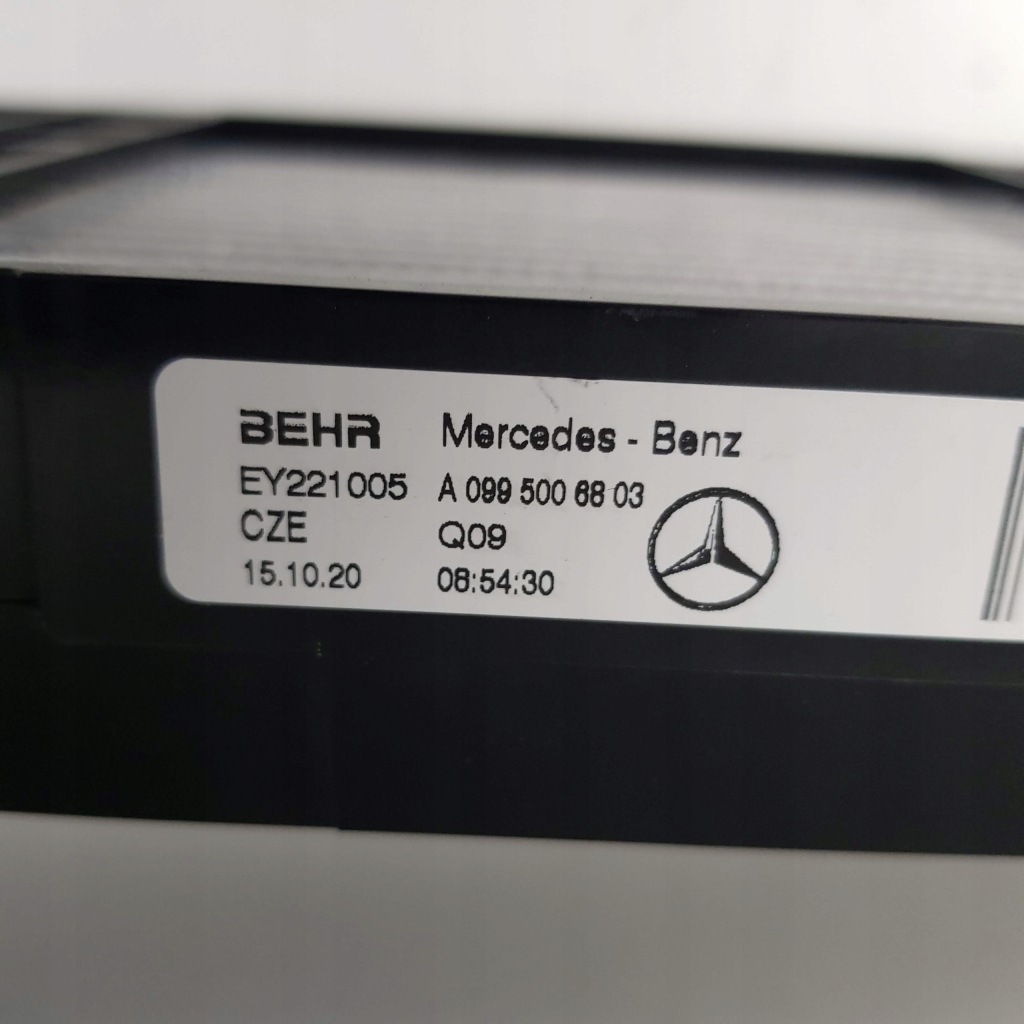 BEHR Mercedes - Benz
EY221005 A 099 500 68 03
CZE Q09
15.10.20 08:54:30